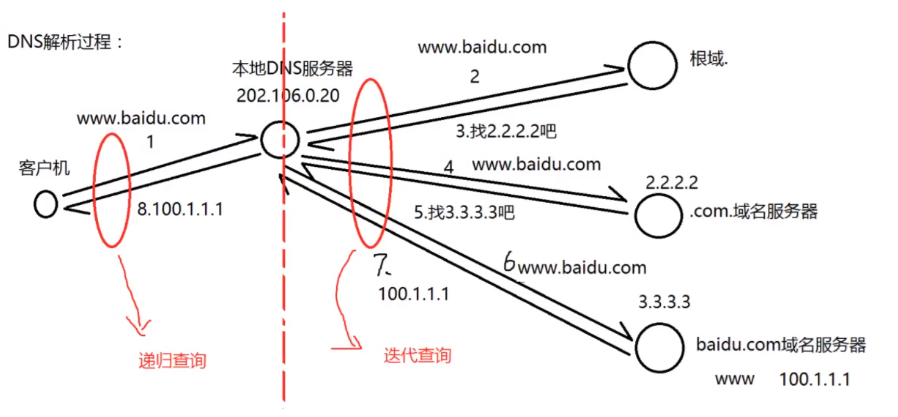 DNS解析过程：
www.baidu.com
根域.
本地DNS服务器
2
202.106.0.20
www.baidu.com
3.找2.2.2.2吧
1
4
www.baidu.com
客户机
2.2.2.2
8.100.1.1.1
5.找3.3.3.3吧
.com.域名服务器
7、
6
www.baidu.com
100.1.1.1
3.3.3.3
递归查询
迭代查询
baidu.com域名服务器
www 100.1.1.1